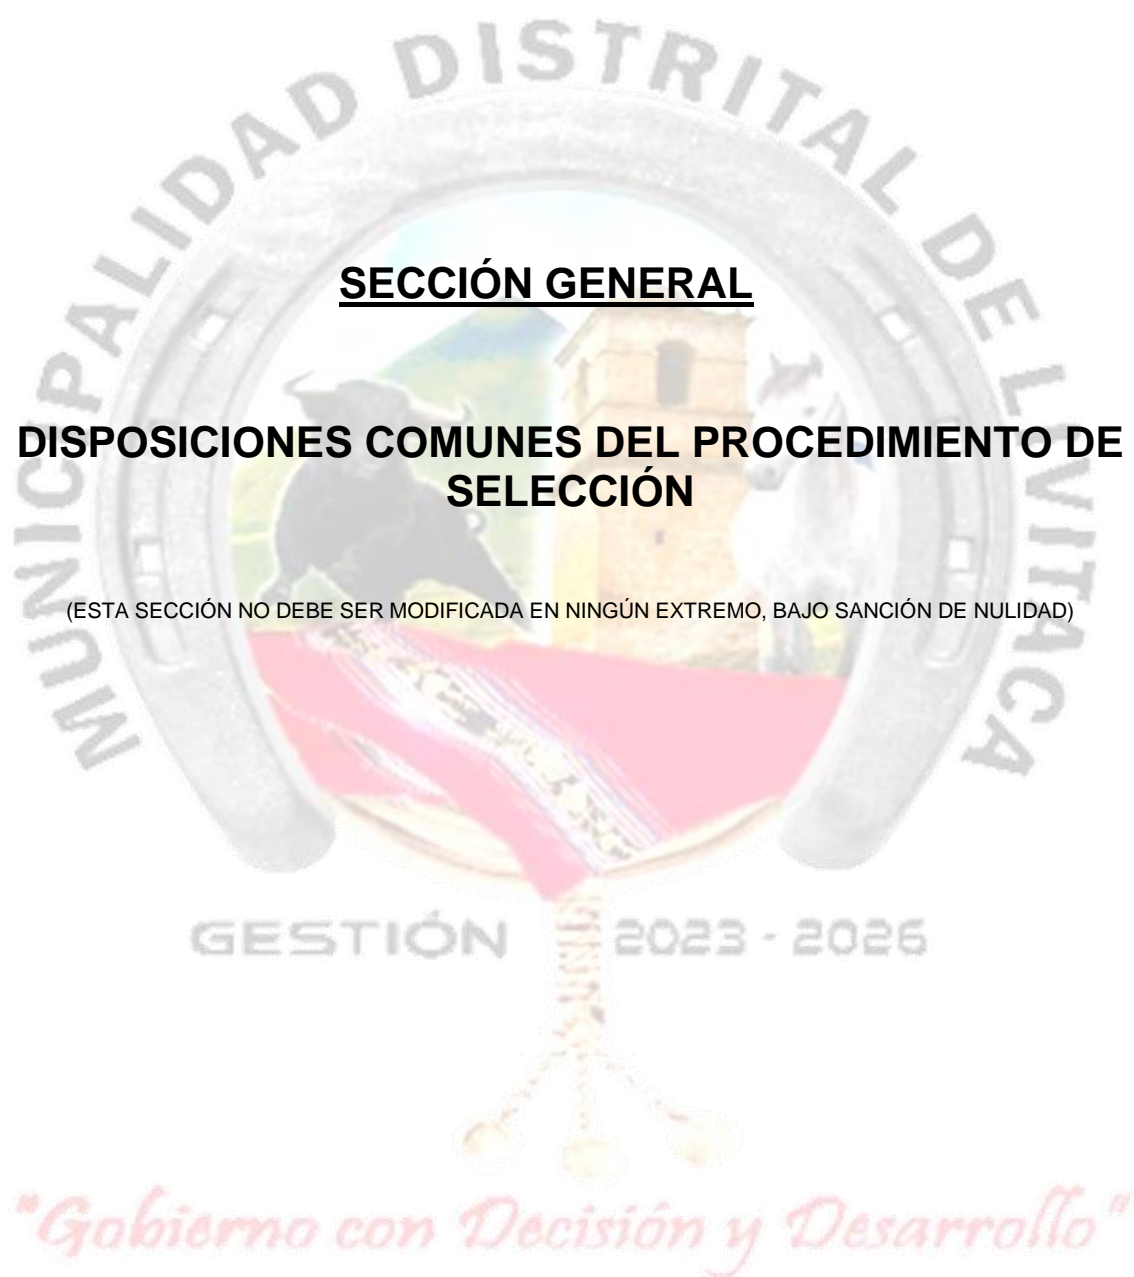 MUNICIPALIDAD DISTRITAL DE LIVITACA
SECCIÓN GENERAL
DISPOSICIONES COMUNES DEL PROCEDIMIENTO DE
SELECCIÓN
(ESTA SECCIÓN NO DEBE SER MODIFICADA EN NINGÚN EXTREMO, BAJO SANCIÓN DE NULIDAD)
GESTIÓN 2023 - 2026
"Gobierno con Decisión y Desarrollo"